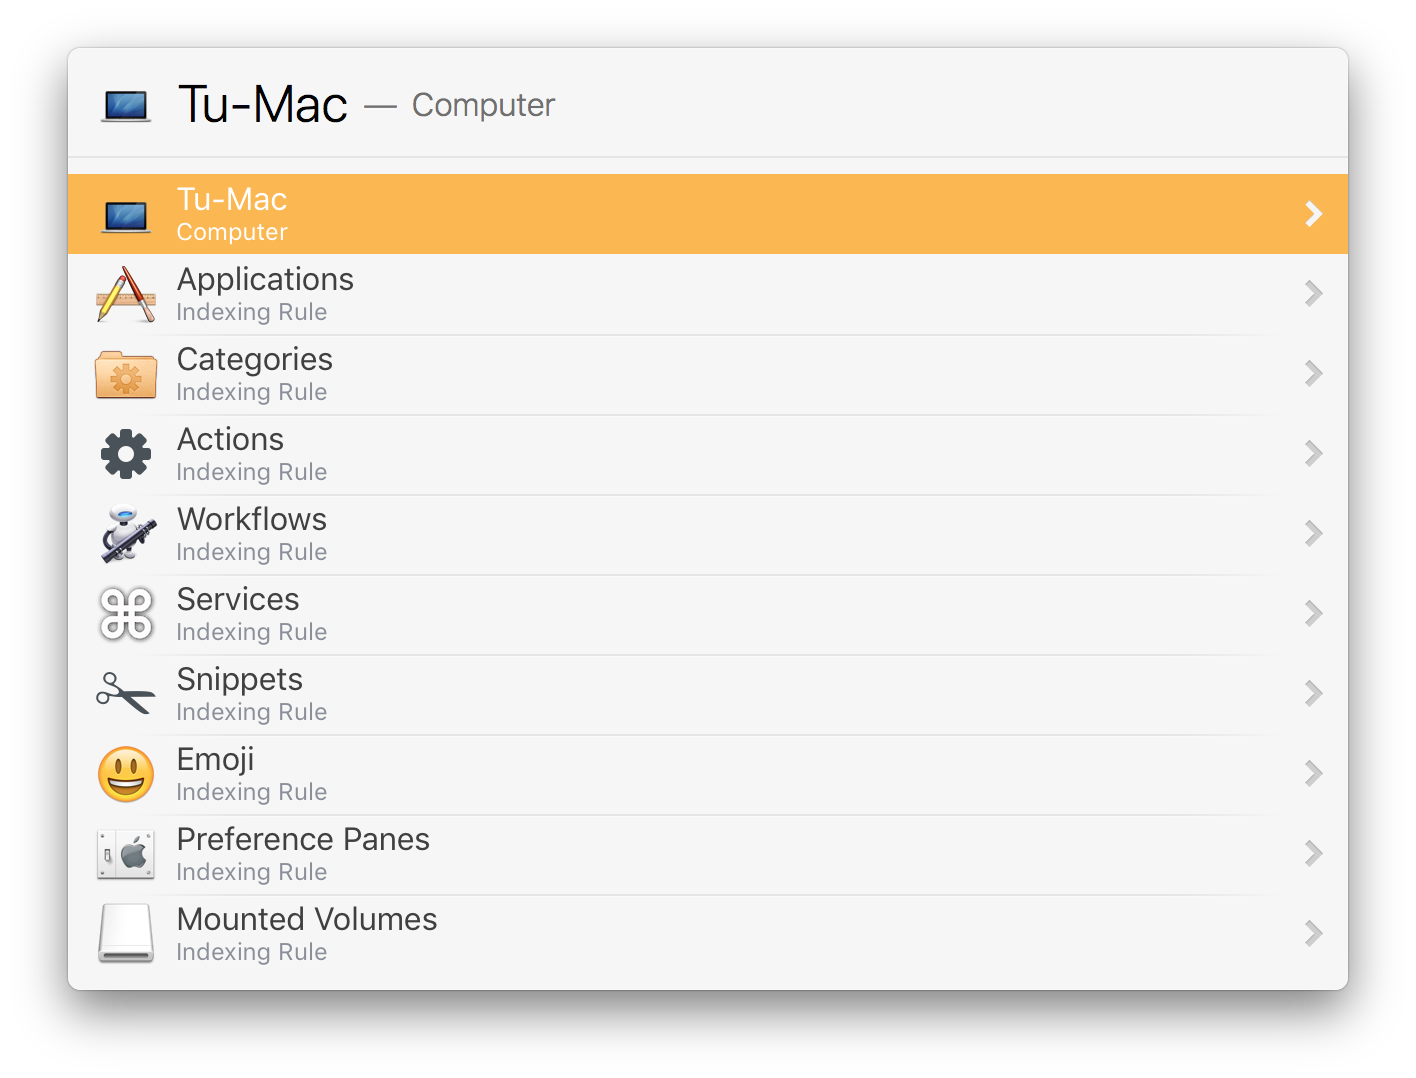 Tu-Mac — Computer
Tu-Mac
Computer
Applications
Indexing Rule
Categories
Indexing Rule
Actions
Indexing Rule
Workflows
Indexing Rule
Services
Indexing Rule
Snippets
Indexing Rule
Emoji
Indexing Rule
Preference Panes
Indexing Rule
Mounted Volumes
Indexing Rule